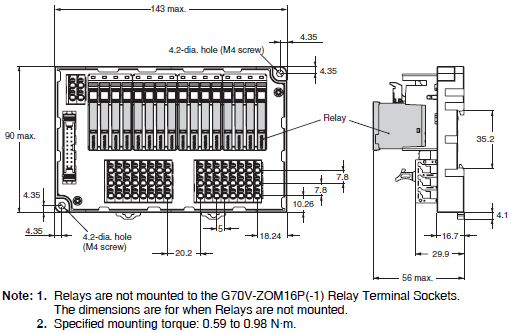 143 max.
4.35
4.2-dia. hole (M4 screw)
4.35
90 max.
Relay
35.2
7.8
7.8
4.35
10.26
4.35
4.2-dia. hole
(M4 screw)
5
18.24
20.2
4.1
16.7
29.9
56 max.
Note: 1. Relays are not mounted to the G70V-ZOM16P(-1) Relay Terminal Sockets.
The dimensions are for when Relays are not mounted.
2. Specified mounting torque: 0.59 to 0.98 N·m.